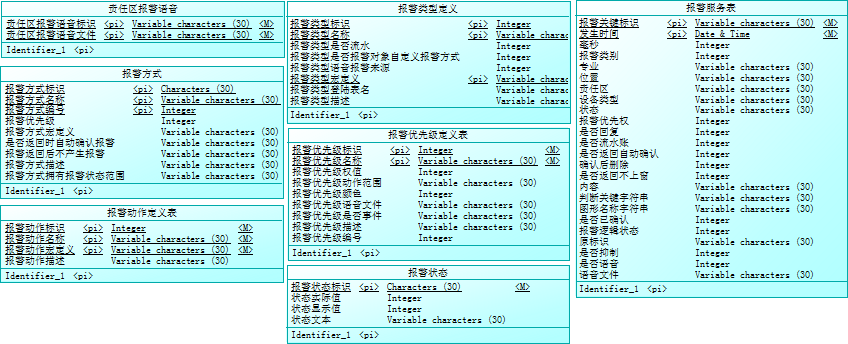 责任区报警语音
责任区报警语音标识 <pi> Variable characters (30) <M>
责任区报警语音文件 <pi> Variable characters (30) <M>
Identifier_1 <pi>
报警方式
报警方式标识 <pi> Characters (30)
报警方式名称 <pi> Variable characters (30)
报警方式编号 <pi> Integer
报警优先级 Integer
报警方式宏定义 Variable characters (30)
是否返回时自动确认报警 Variable characters (30)
报警返回后不产生报警 Variable characters (30)
报警方式描述 Variable characters (30)
报警方式拥有报警状态范围 Variable characters (30)
Identifier_1 <pi>
报警动作定义表
报警动作标识 <pi> Integer <M>
报警动作名称 <pi> Variable characters (30) <M>
报警动作宏定义 <pi> Variable characters (30) <M>
报警动作描述 Variable characters (30)
Identifier_1 <pi>
报警类型定义
报警类型标识 <pi> Integer
报警类型名称 <pi> Variable charac
报警类型是否流水 Integer
报警类型是否报警对象自定义报警方式 Integer
报警类型语音报警来源 Integer
报警类型宏定义 <pi> Variable charac
报警类型登陆表名 Variable charac
报警类型描述 Variable charac
Identifier_1 <pi>
报警优先级定义表
报警优先级标识 <pi> Integer <M>
报警优先级名称 <pi> Variable characters (30) <M>
报警优先级权值 Integer
报警优先级动作范围 Variable characters (30)
报警优先级颜色 Integer
报警优先级语音文件 Variable characters (30)
报警优先级是否事件 Variable characters (30)
报警优先级描述 Variable characters (30)
报警优先级编号 Integer
Identifier_1 <pi>
报警状态
报警状态标识 <pi> Characters (30) <M>
状态实际值 Integer
状态显示值 Integer
状态文本 Variable characters (30)
Identifier_1 <pi>
报警服务表
报警关键标识 <pi> Variable characters (30) <M>
发生时间 <pi> Date & Time <M>
毫秒 Integer
报警类别 Integer
专业 Variable characters (30)
位置 Variable characters (30)
责任区 Variable characters (30)
设备类型 Variable characters (30)
状态 Variable characters (30)
报警优先权 Integer
是否回复 Integer
是否流水账 Integer
是否返回自动确认 Integer
确认后删除 Integer
是否返回不上窗 Integer
内容 Variable characters (30)
判断关键字符串 Variable characters (30)
图形名称字符串 Variable characters (30)
是否已确认 Integer
报警逻辑状态 Integer
原标识 Variable characters (30)
是否抑制 Integer
是否语音 Integer
语音文件 Variable characters (30)
Identifier_1 <pi>